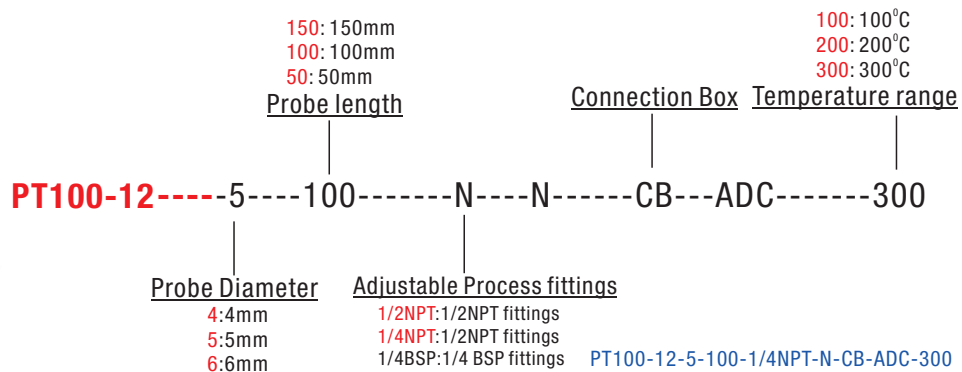 150: 150mm
100: 100mm
50: 50mm
Probe length
Connection Box
100: 100⁰C
200: 200⁰C
300: 300⁰C
Temperature range
PT100-12-----5----100-------N----N------CB---ADC-------300
Probe Diameter
4:4mm
5:5mm
6:6mm
Adjustable Process fittings
1/2NPT:1/2NPT fittings
1/4NPT:1/2NPT fittings
1/4BSP:1/4 BSP fittings
PT100-12-5-100-1/4NPT-N-CB-ADC-300